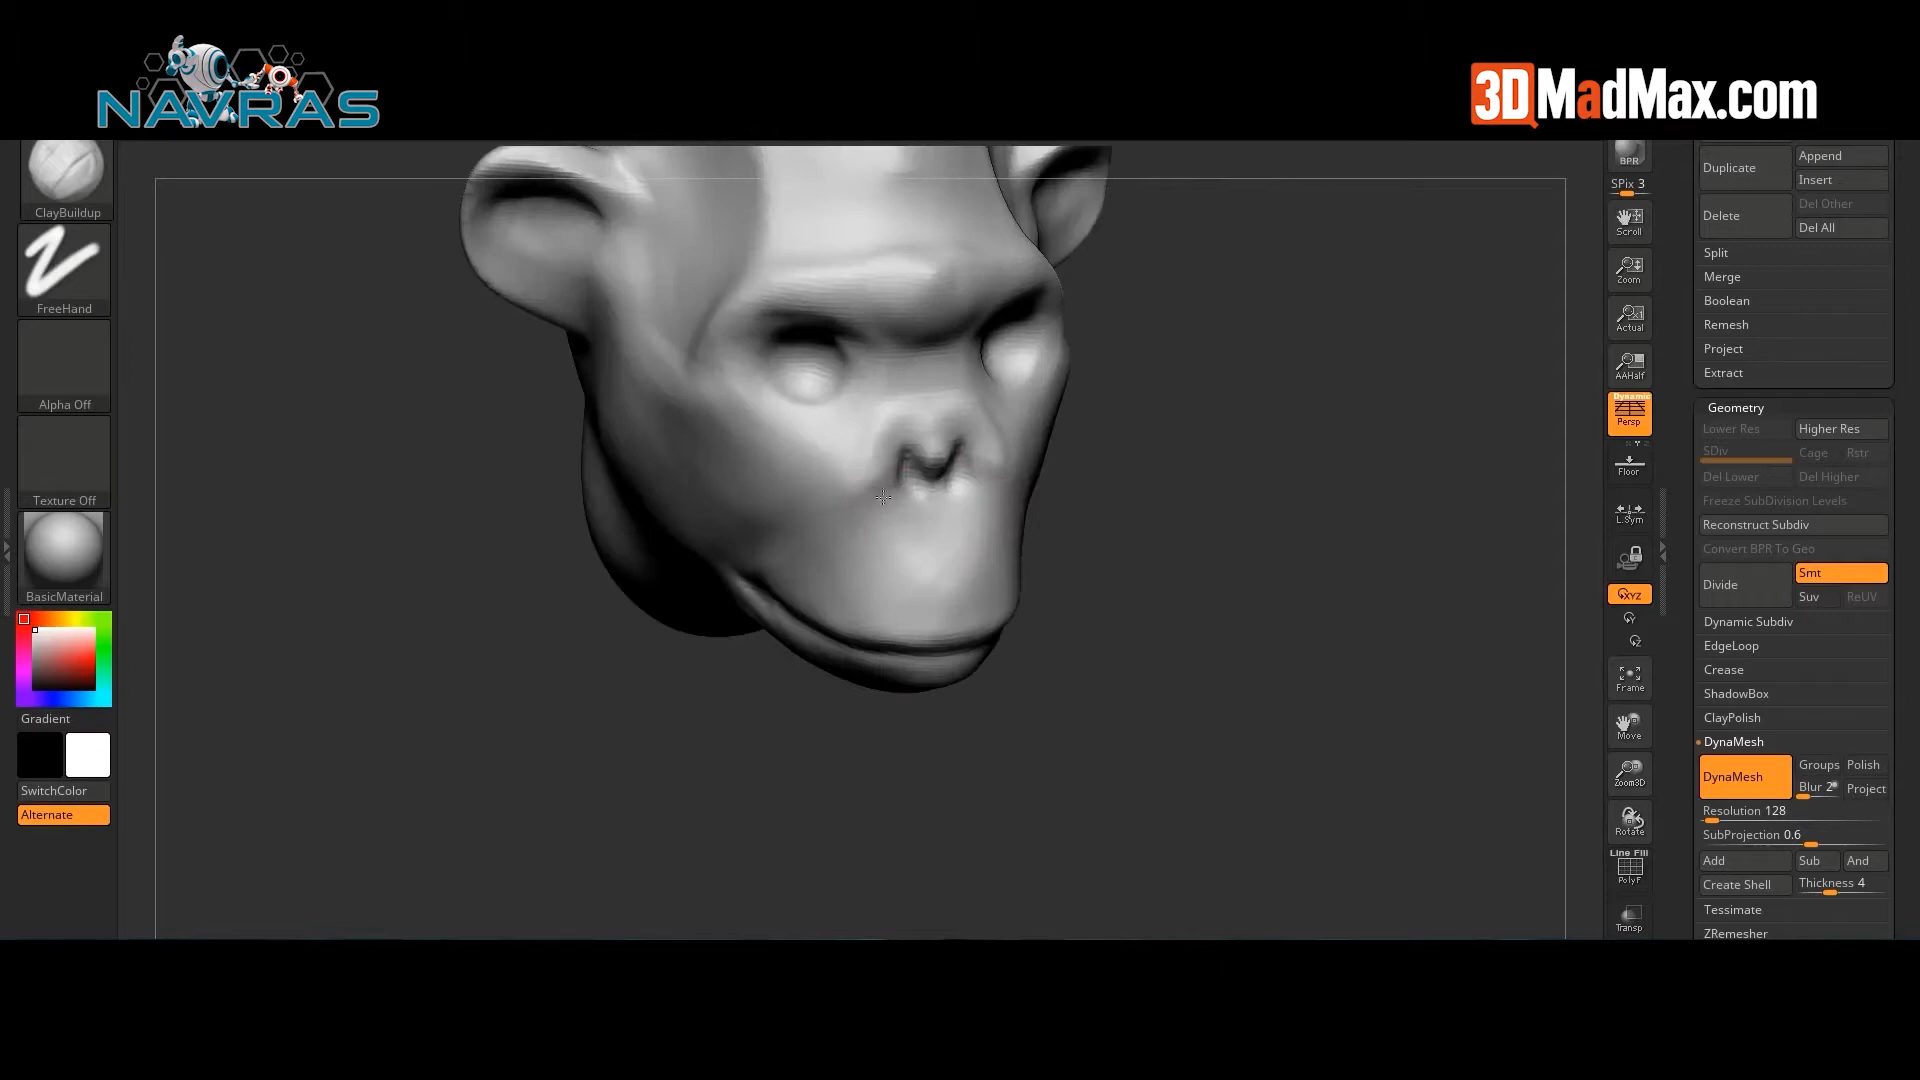 NAVRAS
3DMadMax.com
ClayBuildup
FreeHand
Alpha Off
Texture Off
BasicMaterial
Gradient
SwitchColor
Alternate
BPR
SPix 3
Scroll
Zoom
Actual
AAHalf
Dynamic
Persp
Floor
L.Sym
XYZ
Y
Z
Frame
Move
Zoom3D
Rotate
Line Fill
PolyF
Transp
Duplicate
Append
Insert
Delete
Del Other
Del All
Split
Merge
Boolean
Remesh
Project
Extract
Geometry
Lower Res
Higher Res
SDiv
Cage
Rstr
Del Lower
Del Higher
Freeze SubDivision Levels
Reconstruct Subdiv
Convert BPR To Geo
Divide
Smt
Suv
ReUV
Dynamic Subdiv
EdgeLoop
Crease
ShadowBox
ClayPolish
DynaMesh
DynaMesh
Groups
Polish
Blur 2
Project
Resolution 128
SubProjection 0.6
Add
Sub
And
Create Shell
Thickness 4
Tessimate
ZRemesher